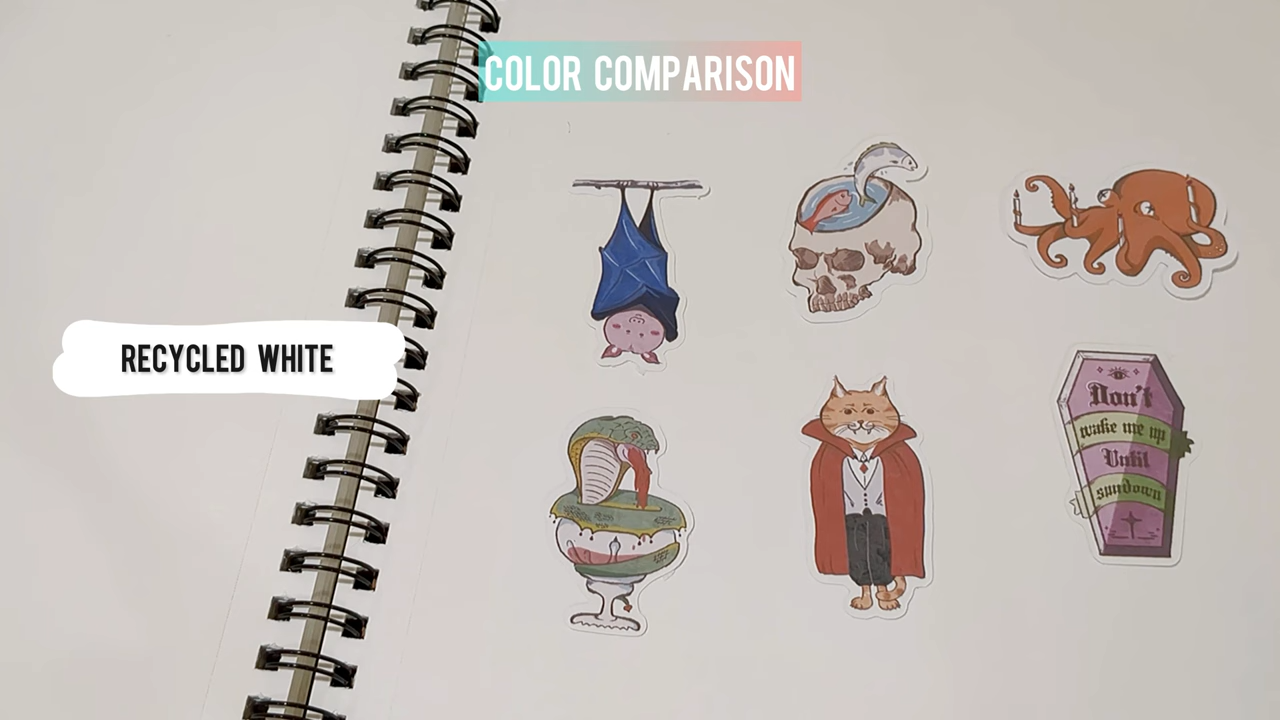 COLOR COMPARISON
RECYCLED WHITE
Don't
wake me up
Until
sundown